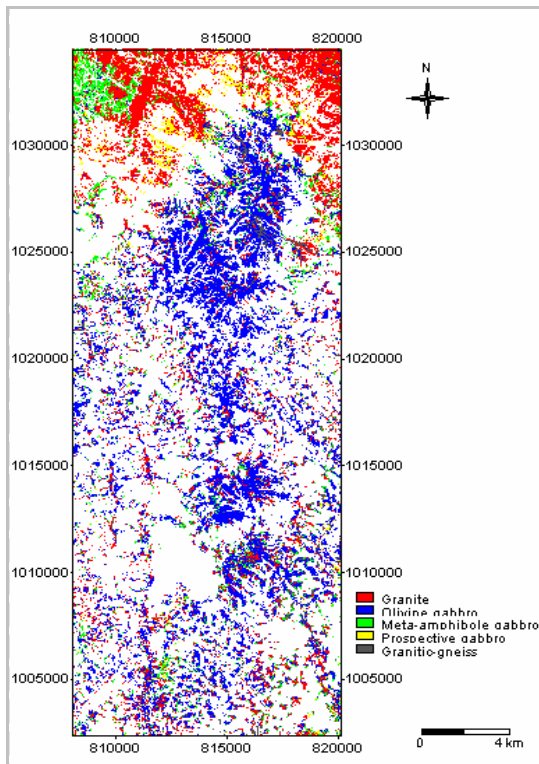 810000 815000 820000
N
1030000 1030000
1025000 1025000
1020000 1020000
1015000 1015000
1010000 1010000
Granite
Olivine gabbro
Meta-amphibole gabbro
Prospective gabbro
Granitic-gneiss
1005000 1005000
810000 815000 820000
0 4 km